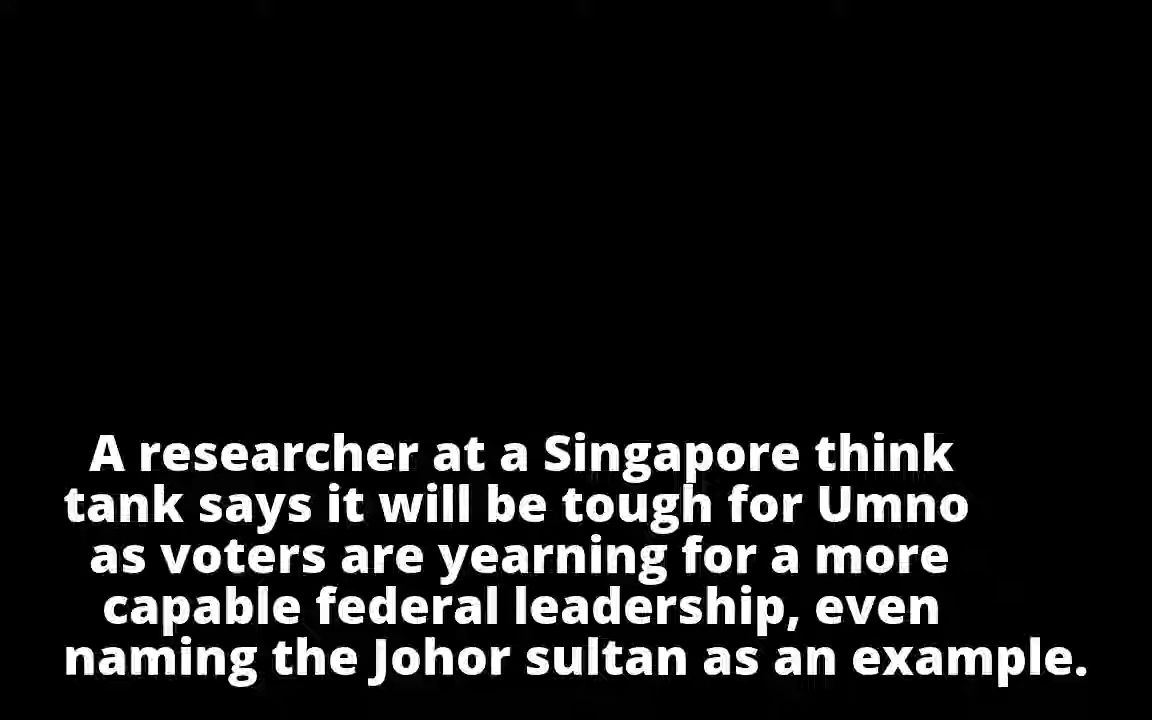 A researcher at a Singapore think
tank says it will be tough for Umno
as voters are yearning for a more
capable federal leadership, even
naming the Johor sultan as an example.